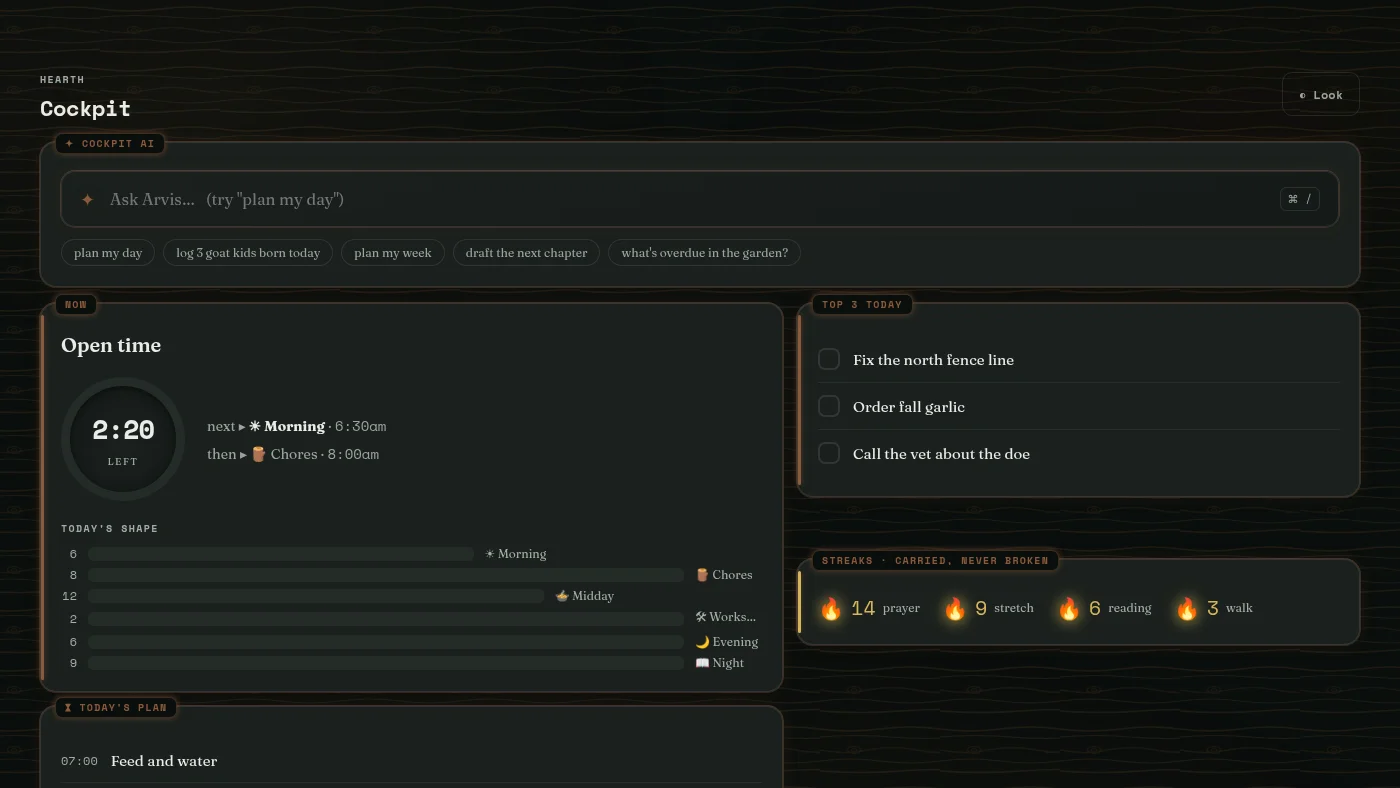 HEARTH
Cockpit
◐ Look
✦ COCKPIT AI
✦ Ask Arvis... (try "plan my day")
⌘ /
plan my day
log 3 goat kids born today
plan my week
draft the next chapter
what's overdue in the garden?
NOW
Open time
2:20
LEFT
next ▸ ☀ Morning · 6:30am
then ▸ 🪵 Chores · 8:00am
TODAY'S SHAPE
6 ☀ Morning
8 🪵 Chores
12 🍲 Midday
2 🛠 Works...
6 🌙 Evening
9 📖 Night
TOP 3 TODAY
Fix the north fence line
Order fall garlic
Call the vet about the doe
STREAKS · CARRIED, NEVER BROKEN
🔥 14 prayer 🔥 9 stretch 🔥 6 reading 🔥 3 walk
⧗ TODAY'S PLAN
07:00 Feed and water